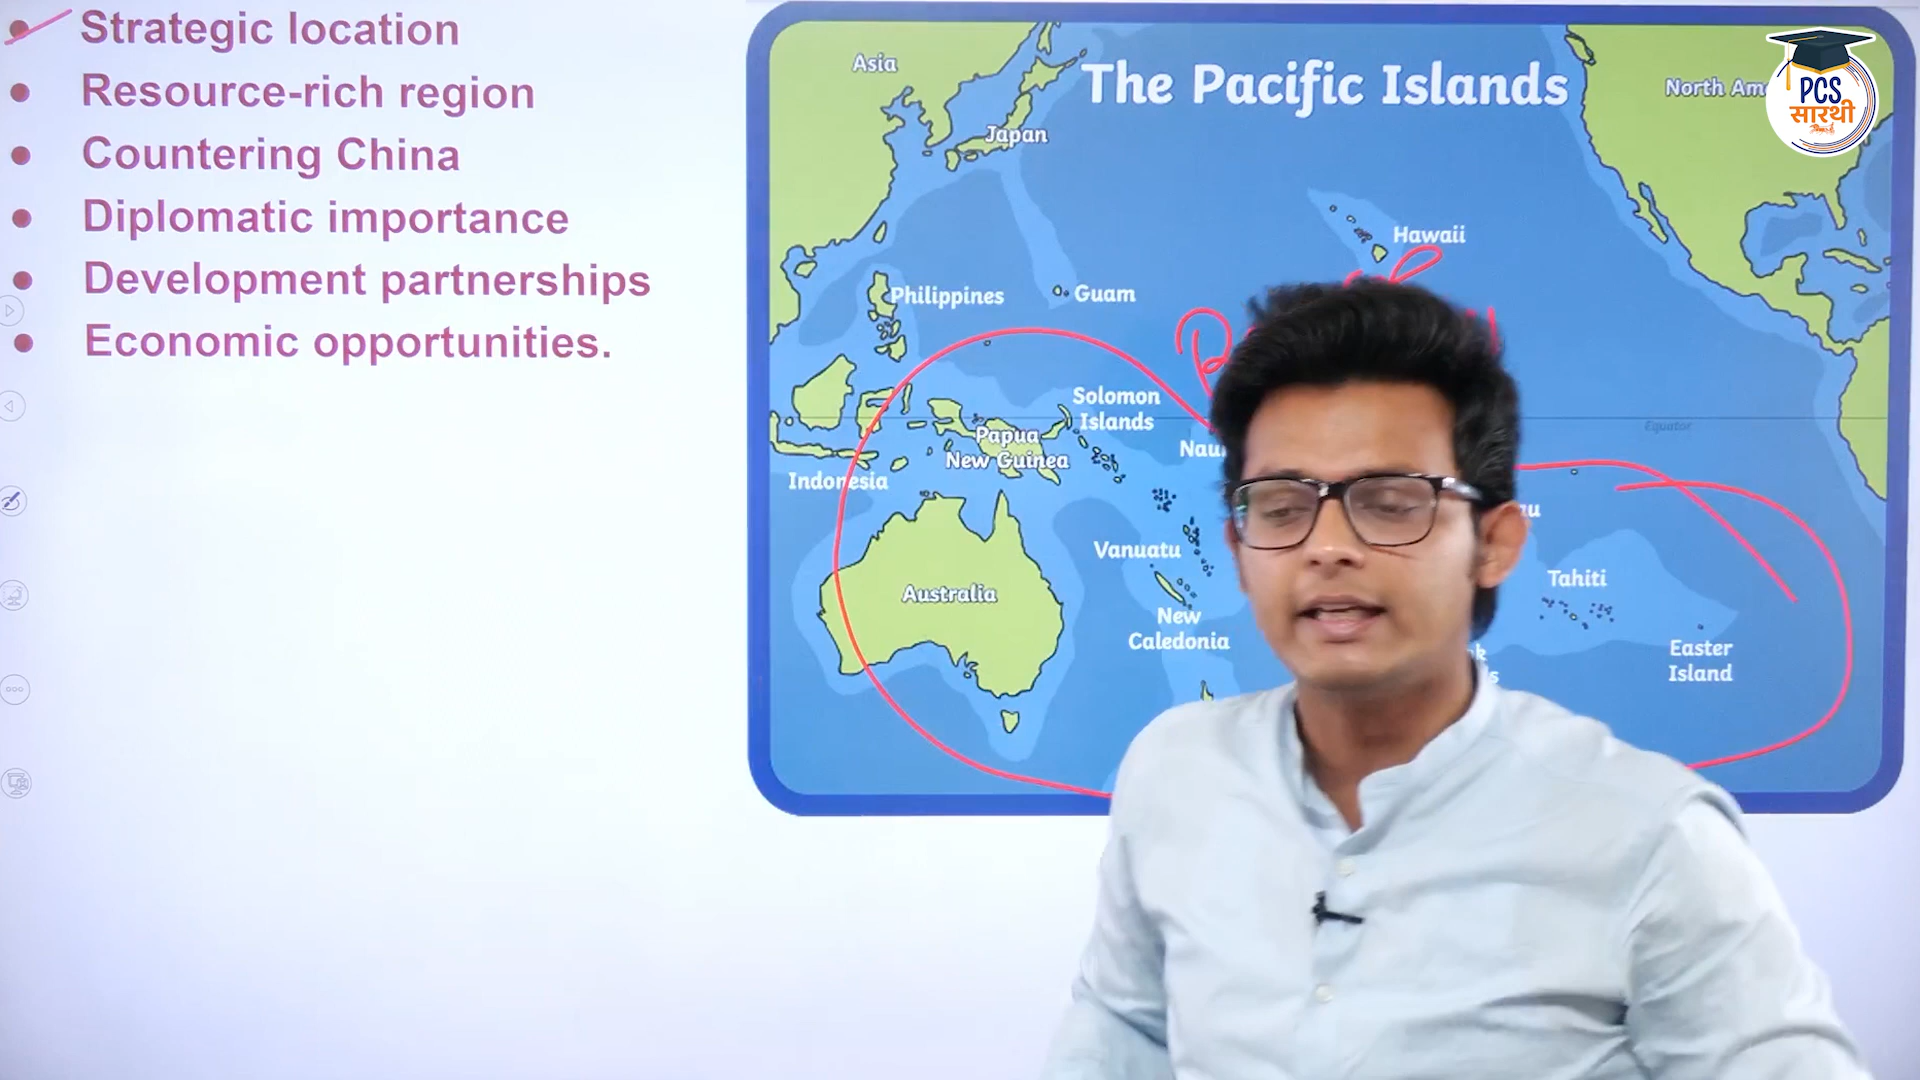 Strategic location
Resource-rich region
Countering China
Diplomatic importance
Development partnerships
Economic opportunities.
The Pacific Islands
Asia
North Am
PCS
सारथी
Japan
Hawaii
Philippines
Guam
Solomon
Islands
Papua
New Guinea
Indonesia
Equator
Vanuatu
Australia
Tahiti
New
Caledonia
Easter
Island